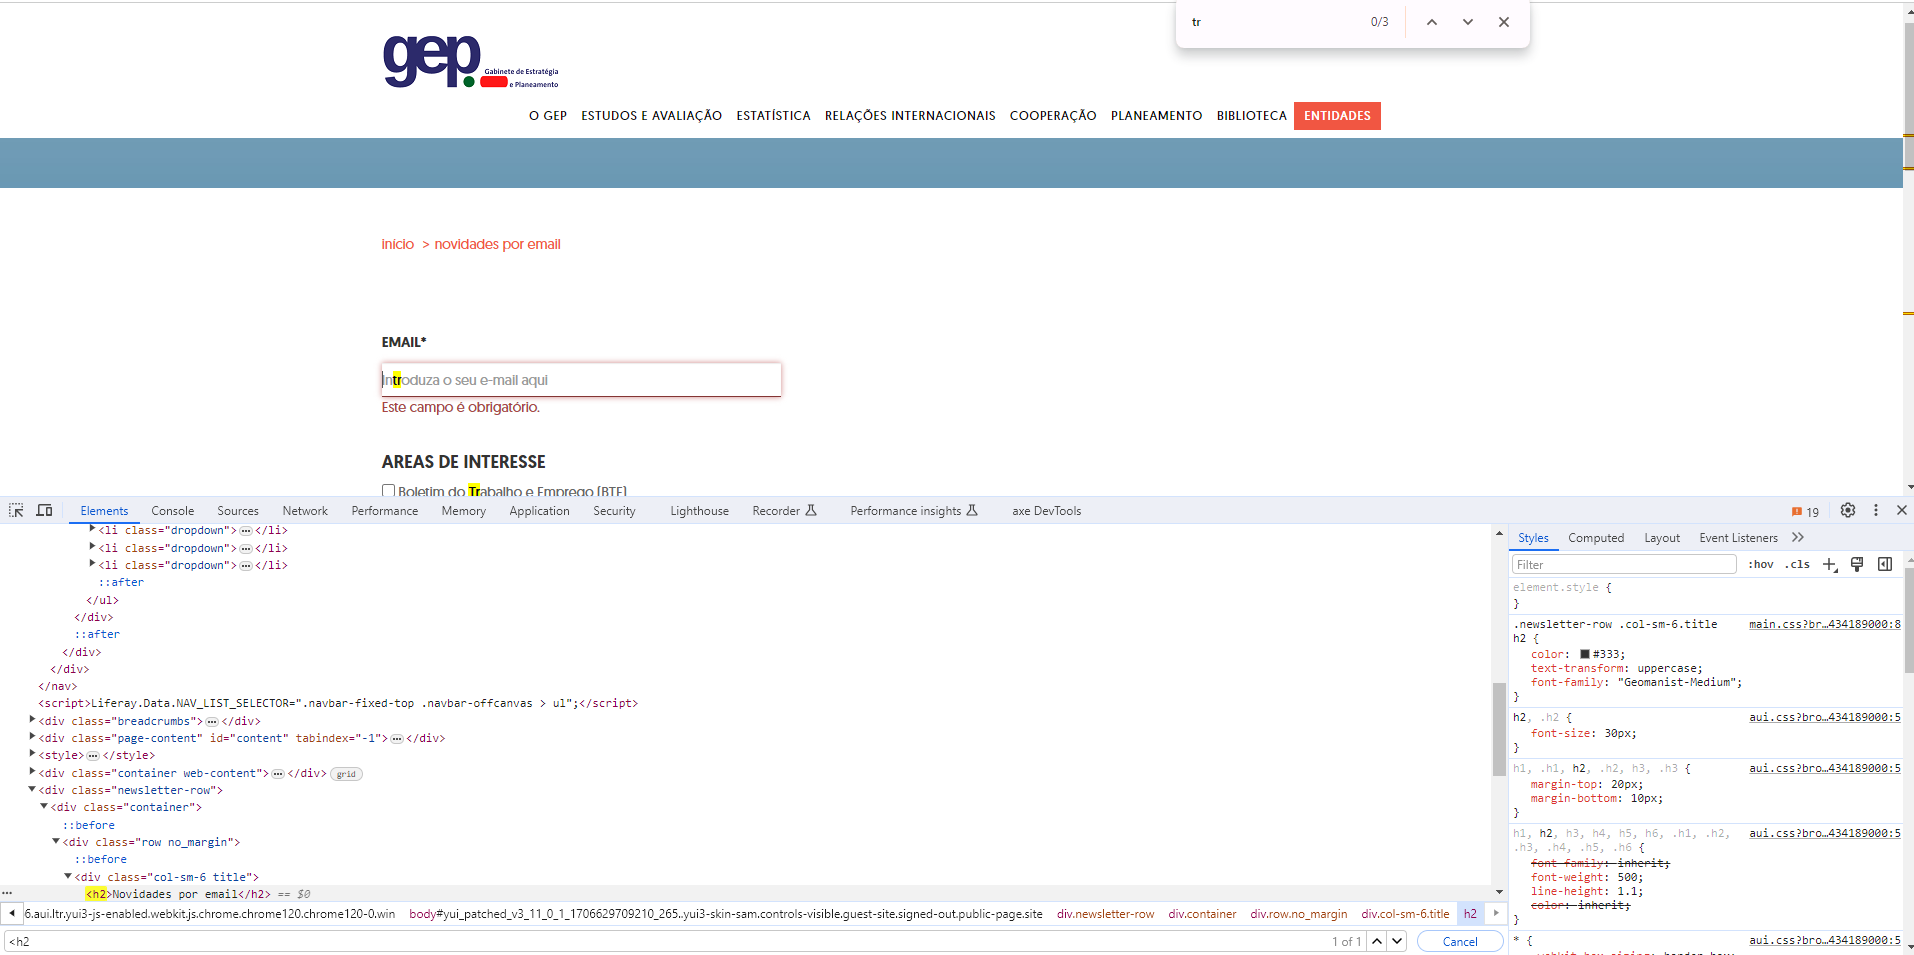 tr 0/3
gep.
Gabinete de Estratégia
e Planeamento
O GEP ESTUDOS E AVALIAÇÃO ESTATÍSTICA RELAÇÕES INTERNACIONAIS COOPERAÇÃO PLANEAMENTO BIBLIOTECA ENTIDADES
início > novidades por email
EMAIL*
Introduza o seu e-mail aqui
Este campo é obrigatório.
AREAS DE INTERESSE
Boletim do Trabalho e Emprego (BTE)
Elements Console Sources Network Performance Memory Application Security Lighthouse Recorder Performance insights axe DevTools 19
<li class="dropdown">…</li>
<li class="dropdown">…</li>
<li class="dropdown">…</li>
::after
</ul>
</div>
::after
</div>
</div>
</nav>
<script>Liferay.Data.NAV_LIST_SELECTOR=".navbar-fixed-top .navbar-offcanvas > ul";</script>
<div class="breadcrumbs">…</div>
<div class="page-content" id="content" tabindex="-1">…</div>
<style>…</style>
<div class="container web-content">…</div> grid
<div class="newsletter-row">
<div class="container">
::before
<div class="row no_margin">
::before
<div class="col-sm-6 title">
… <h2>Novidades por email</h2> == $0
6.aui.ltr.yui3-js-enabled.webkit.js.chrome.chrome120.chrome120-0.win body#yui_patched_v3_11_0_1_1706629709210_265..yui3-skin-sam.controls-visible.guest-site.signed-out.public-page.site div.newsletter-row div.container div.row.no_margin div.col-sm-6.title h2
<h2 1 of 1 Cancel
Styles Computed Layout Event Listeners
Filter :hov .cls
element.style {
}
.newsletter-row .col-sm-6.title main.css?br…434189000:8
h2 {
color: #333;
text-transform: uppercase;
font-family: "Geomanist-Medium";
}
h2, .h2 { aui.css?bro…434189000:5
font-size: 30px;
}
h1, .h1, h2, .h2, h3, .h3 { aui.css?bro…434189000:5
margin-top: 20px;
margin-bottom: 10px;
}
h1, h2, h3, h4, h5, h6, .h1, .h2, aui.css?bro…434189000:5
.h3, .h4, .h5, .h6 {
font-family: inherit;
font-weight: 500;
line-height: 1.1;
color: inherit;
}
* { aui.css?bro…434189000:5